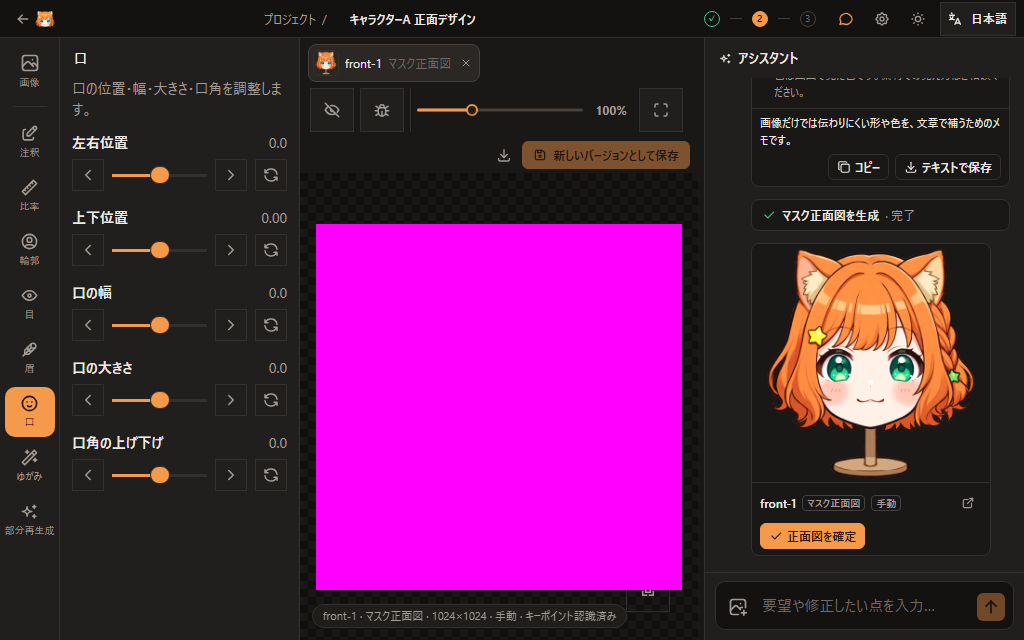 プロジェクト / キャラクターA 正面デザイン
2
3
日本語
画像
注釈
比率
輪郭
目
眉
口
ゆがみ
部分再生成
口
口の位置・幅・大きさ・口角を調整しま
す。
左右位置 0.0
上下位置 0.00
口の幅 0.0
口の大きさ 0.0
口角の上げ下げ 0.0
front-1 マスク正面図 ×
100%
新しいバージョンとして保存
front-1 · マスク正面図 · 1024×1024 · 手動 · キーポイント認識済み
アシスタント
ださい。
画像だけでは伝わりにくい形や色を、文章で補うためのメ
モです。
コピー
テキストで保存
マスク正面図を生成 · 完了
front-1 マスク正面図 手動
正面図を確定
要望や修正したい点を入力...